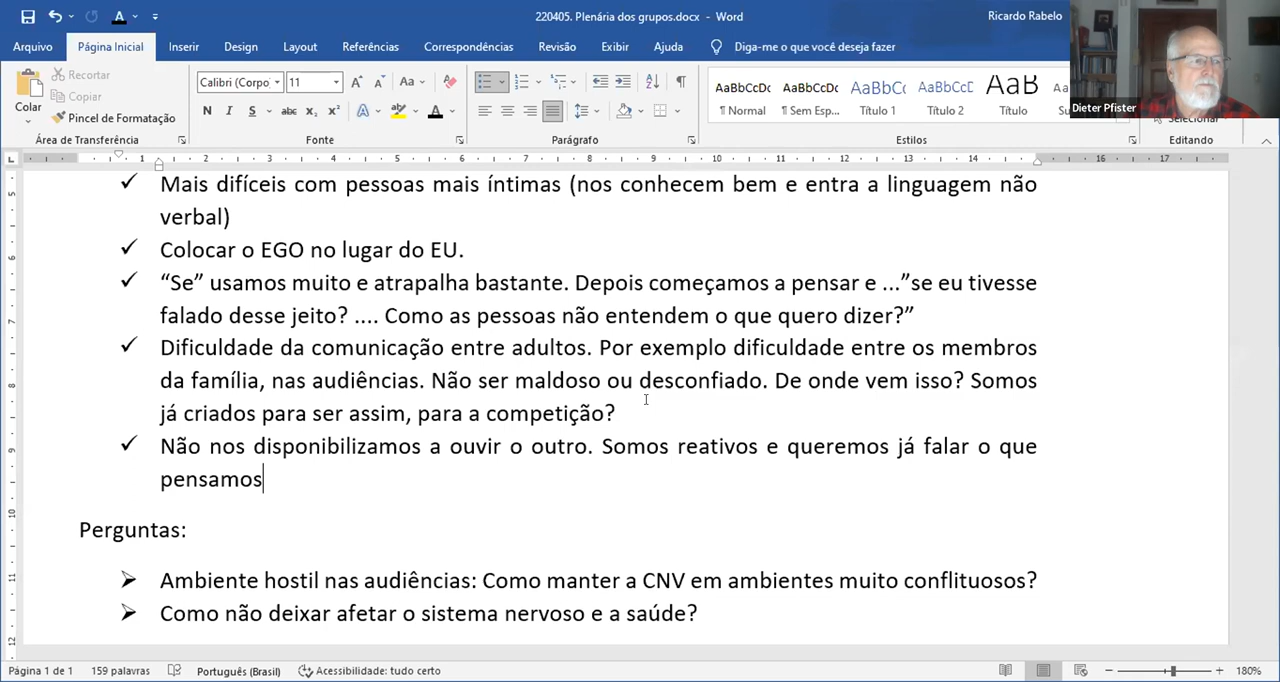 220405. Plenária dos grupos.docx - Word
Ricardo Rabelo
Arquivo Página Inicial Inserir Design Layout Referências Correspondências Revisão Exibir Ajuda Diga-me o que você deseja fazer
Colar
Recortar
Copiar
Pincel de Formatação
Área de Transferência
Calibri (Corpo 11
Fonte
Parágrafo
AaBbCcDc AaBbCcDc AaBbC AaBbCcD AaB
¶ Normal ¶ Sem Esp... Título 1 Título 2 Título
Estilos
Dieter Pfister
Selecionar
Editando
Mais difíceis com pessoas mais íntimas (nos conhecem bem e entra a linguagem não
verbal)
Colocar o EGO no lugar do EU.
“Se” usamos muito e atrapalha bastante. Depois começamos a pensar e ...”se eu tivesse
falado desse jeito? .... Como as pessoas não entendem o que quero dizer?”
Dificuldade da comunicação entre adultos. Por exemplo dificuldade entre os membros
da família, nas audiências. Não ser maldoso ou desconfiado. De onde vem isso? Somos
já criados para ser assim, para a competição?
Não nos disponibilizamos a ouvir o outro. Somos reativos e queremos já falar o que
pensamos
Perguntas:
Ambiente hostil nas audiências: Como manter a CNV em ambientes muito conflituosos?
Como não deixar afetar o sistema nervoso e a saúde?
Página 1 de 1 159 palavras Português (Brasil) Acessibilidade: tudo certo 180%